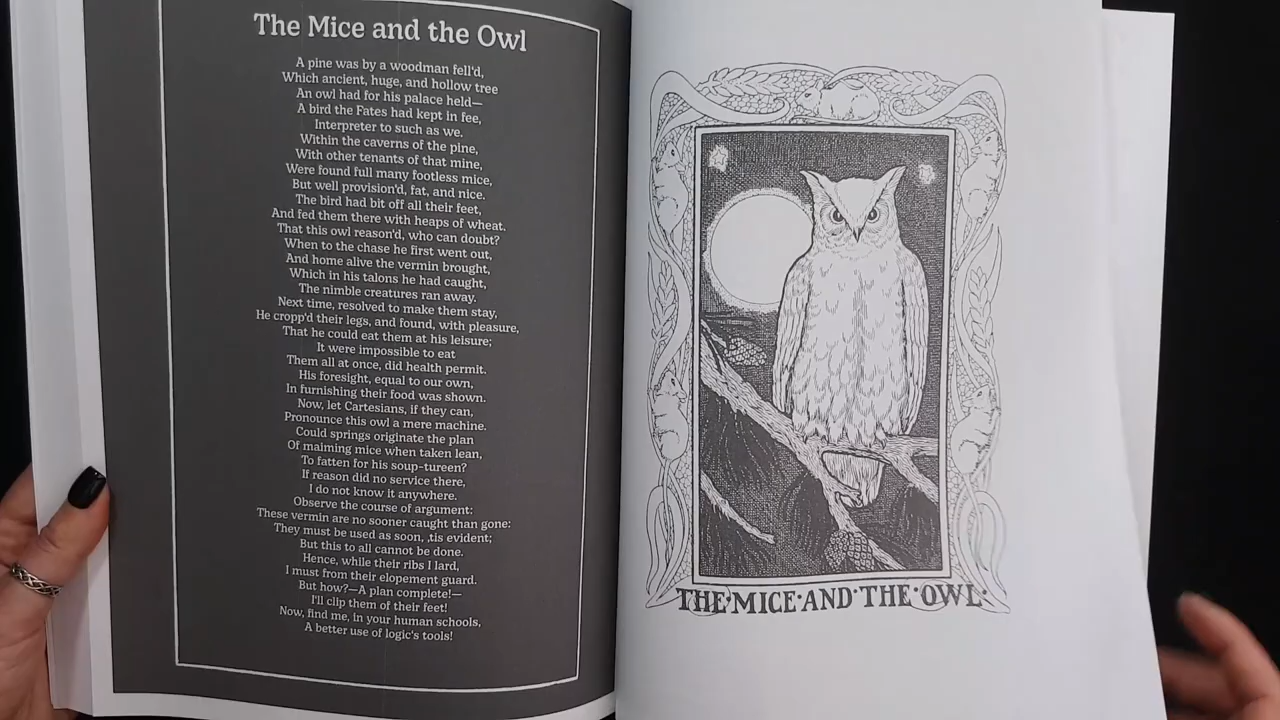 The Mice and the Owl
A pine was by a woodman fell'd,
Which ancient, huge, and hollow tree
An owl had for his palace held—
A bird the Fates had kept in fee,
Interpreter to such as we.
Within the caverns of the pine,
With other tenants of that mine,
Were found full many footless mice,
But well provision'd, fat, and nice.
The bird had bit off all their feet,
And fed them there with heaps of wheat.
That this owl reason'd, who can doubt?
When to the chase he first went out,
And home alive the vermin brought,
Which in his talons he had caught,
The nimble creatures ran away.
Next time, resolved to make them stay,
He cropp'd their legs, and found, with pleasure,
That he could eat them at his leisure;
It were impossible to eat
Them all at once, did health permit.
His foresight, equal to our own,
In furnishing their food was shown.
Now, let Cartesians, if they can,
Pronounce this owl a mere machine.
Could springs originate the plan
Of maiming mice when taken lean,
To fatten for his soup-tureen?
If reason did no service there,
I do not know it anywhere.
Observe the course of argument:
These vermin are no sooner caught than gone:
They must be used as soon, ,tis evident;
But this to all cannot be done.
Hence, while their ribs I lard,
I must from their elopement guard.
But how?—A plan complete!—
I'll clip them of their feet!
Now, find me, in your human schools,
A better use of logic's tools!
THE·MICE·AND·THE·OWL·